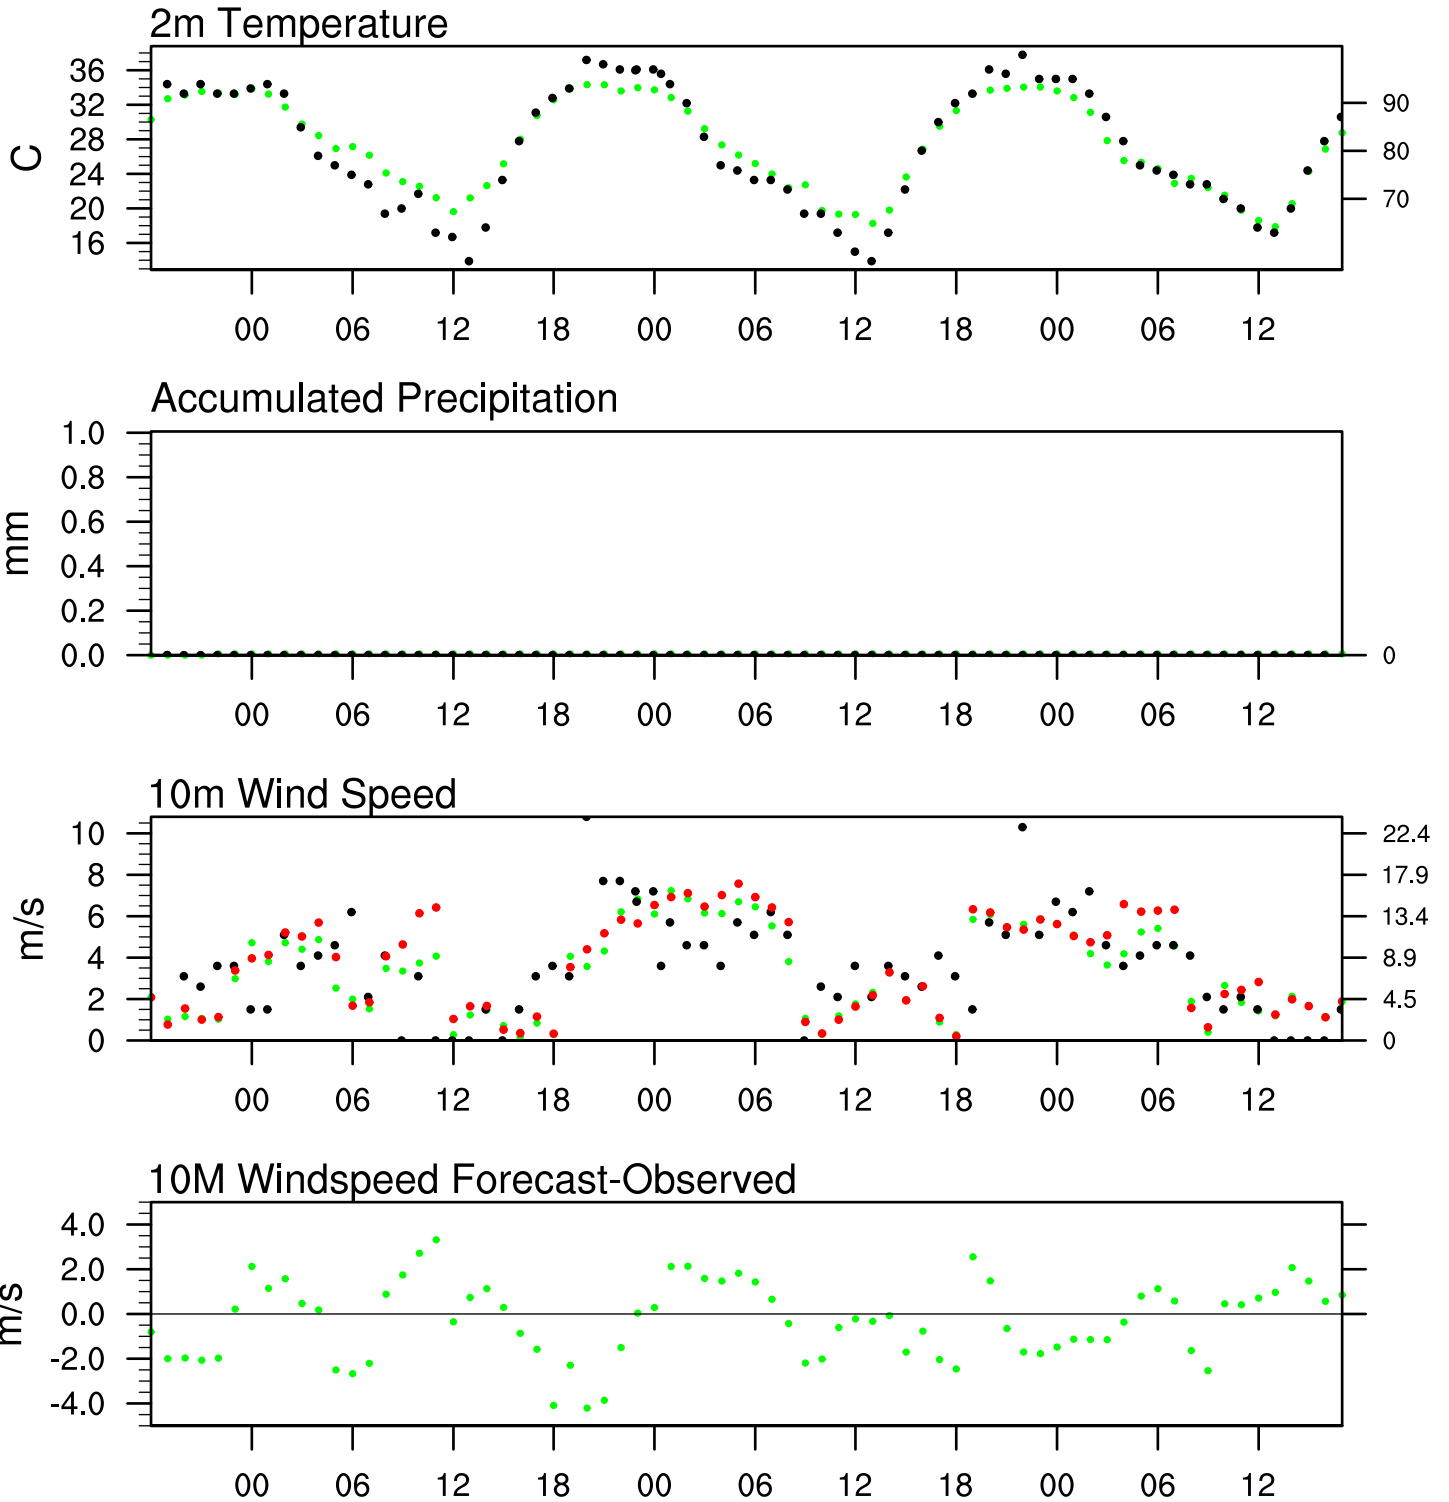 2m Temperature
36
32
28
24
20
16
C
90
80
70
00 06 12 18 00 06 12 18 00 06 12
Accumulated Precipitation
1.0
0.8
0.6
0.4
0.2
0.0
mm
0
00 06 12 18 00 06 12 18 00 06 12
10m Wind Speed
10
8
6
4
2
0
m/s
22.4
17.9
13.4
8.9
4.5
0
00 06 12 18 00 06 12 18 00 06 12
10M Windspeed Forecast-Observed
4.0
2.0
0.0
-2.0
-4.0
m/s
00 06 12 18 00 06 12 18 00 06 12